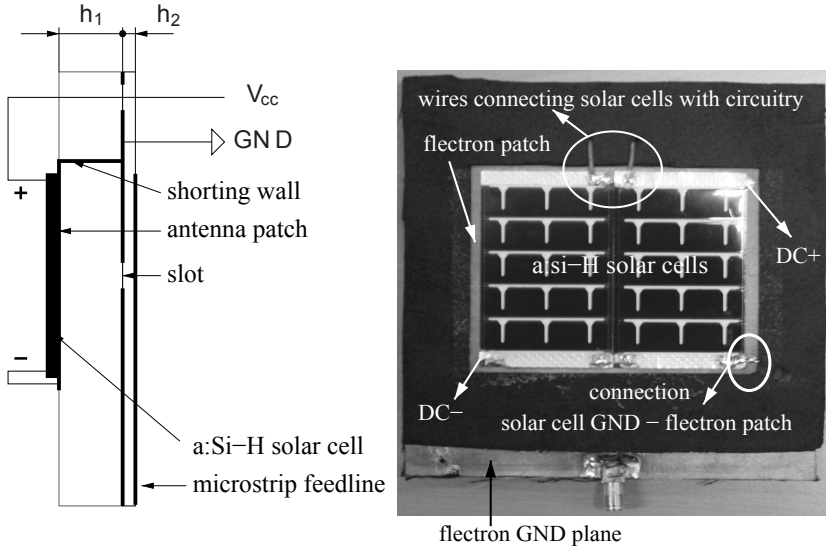 h1 h2
Vcc
GND
shorting wall
+
antenna patch
slot
−
a:Si−H solar cell
microstrip feedline
wires connecting solar cells with circuitry
flectron patch
DC+
a:si−H solar cells
DC−
connection
solar cell GND − flectron patch
flectron GND plane